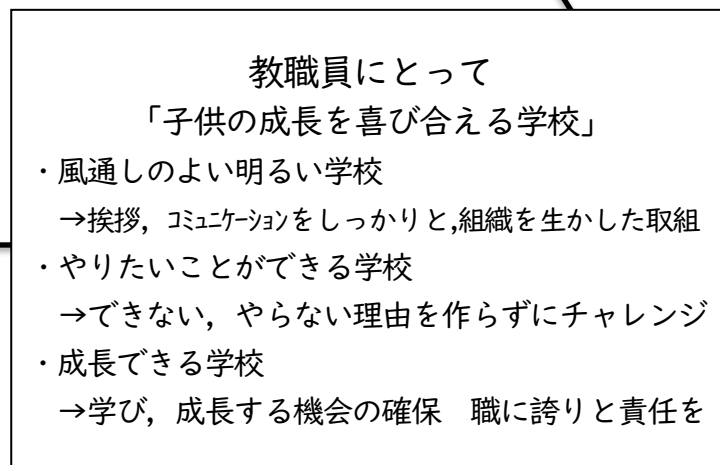 教職員にとって
「子供の成長を喜び合える学校」
・風通しのよい明るい学校
→挨拶，ｺﾐｭﾆｹｰｼｮﾝをしっかりと,組織を生かした取組
・やりたいことができる学校
→できない，やらない理由を作らずにチャレンジ
・成長できる学校
→学び，成長する機会の確保　職に誇りと責任を